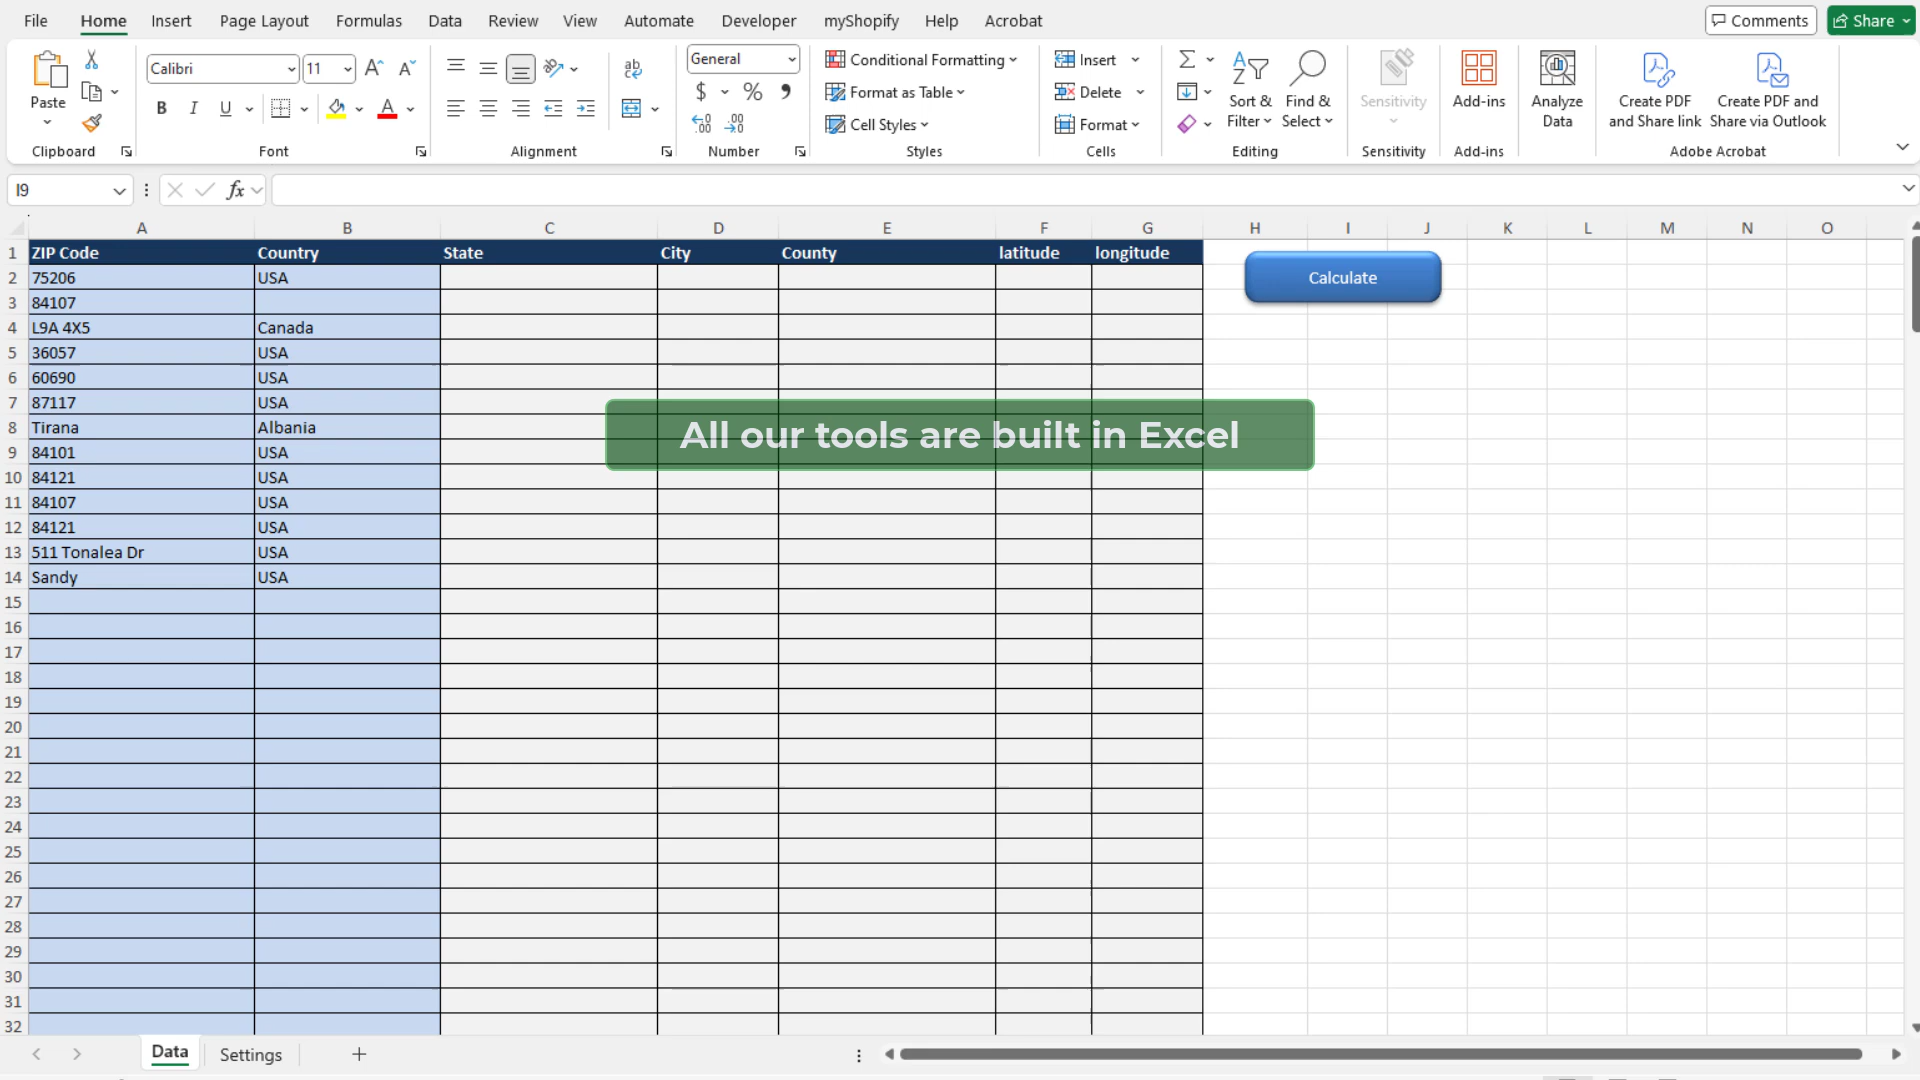 File Home Insert Page Layout Formulas Data Review View Automate Developer myShopify Help Acrobat Comments Share
Paste Calibri 11 General Conditional Formatting Insert
B I U A $ % Format as Table Delete
Cell Styles Format
Sort & Filter Find & Select Sensitivity Add-ins Analyze Data Create PDF and Share link Create PDF and Share via Outlook
Clipboard Font Alignment Number Styles Cells Editing Sensitivity Add-ins Adobe Acrobat
I9 fx
A B C D E F G H I J K L M N O
1 ZIP Code Country State City County latitude longitude
Calculate
2 75206 USA
3 84107
4 L9A 4X5 Canada
5 36057 USA
6 60690 USA
7 87117 USA
8 Tirana Albania
All our tools are built in Excel
9 84101 USA
10 84121 USA
11 84107 USA
12 84121 USA
13 511 Tonalea Dr USA
14 Sandy USA
15
16
17
18
19
20
21
22
23
24
25
26
27
28
29
30
31
32
Data Settings